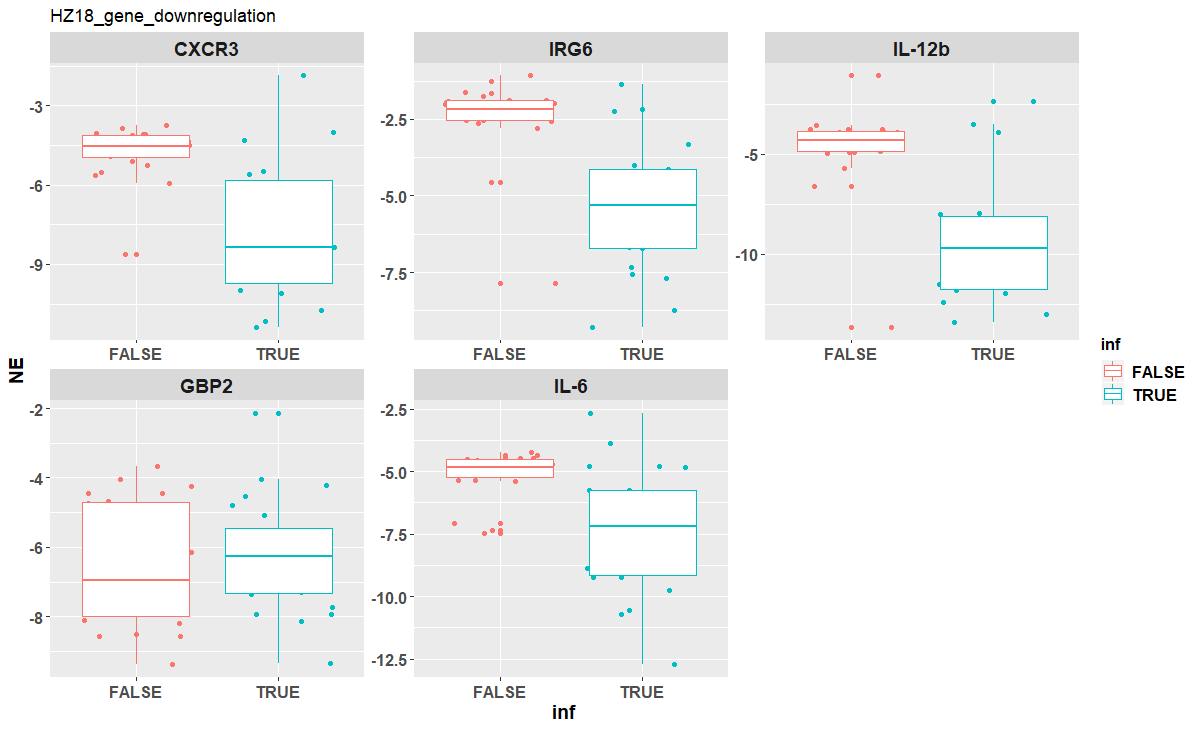 HZ18_gene_downregulation
CXCR3
IRG6
IL-12b
-3
-6
-9
-2.5
-5.0
-7.5
-5
-10
FALSE TRUE
FALSE TRUE
FALSE TRUE
NE
inf
FALSE
TRUE
GBP2
IL-6
-2
-4
-6
-8
-2.5
-5.0
-7.5
-10.0
-12.5
FALSE TRUE
FALSE TRUE
inf